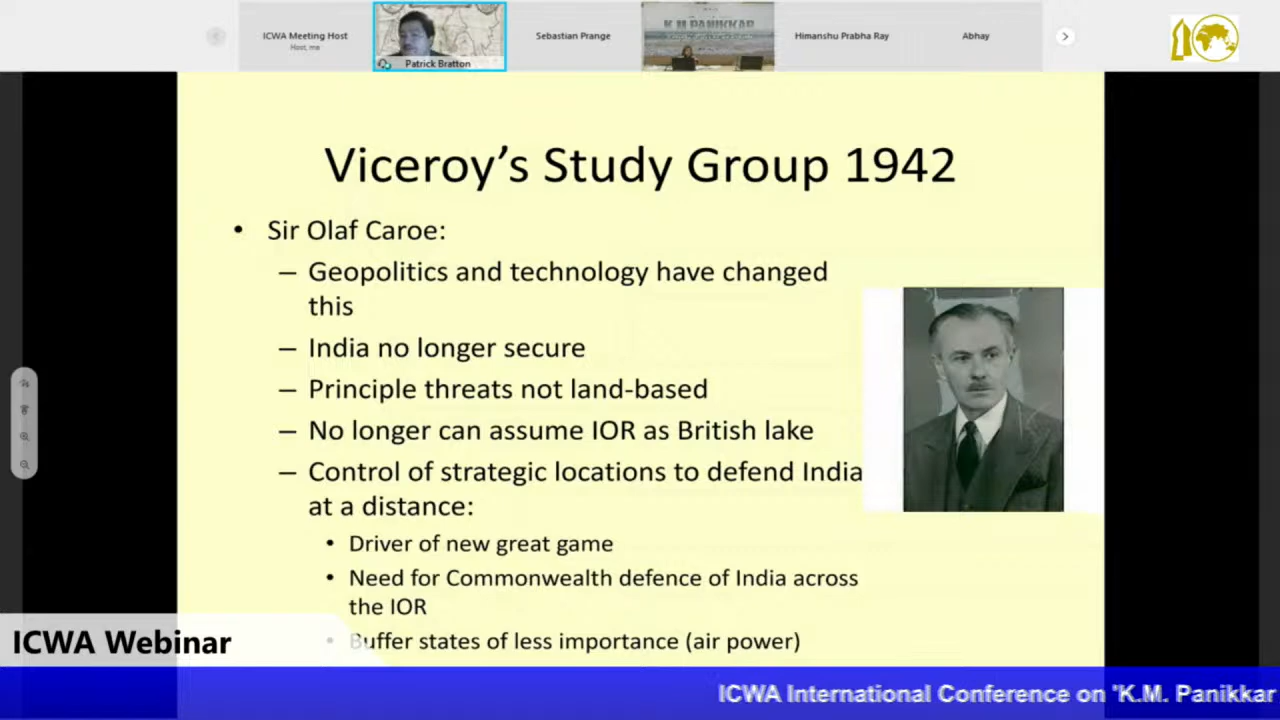 ICWA Meeting Host
Host, me
Patrick Bratton
Sebastian Prange
K M PANIKKAR
Himanshu Prabha Ray
Abhay
Viceroy's Study Group 1942
• Sir Olaf Caroe:
– Geopolitics and technology have changed
this
– India no longer secure
– Principle threats not land-based
– No longer can assume IOR as British lake
– Control of strategic locations to defend India
at a distance:
• Driver of new great game
• Need for Commonwealth defence of India across
the IOR
• Buffer states of less importance (air power)
ICWA Webinar
ICWA International Conference on 'K.M. Panikkar